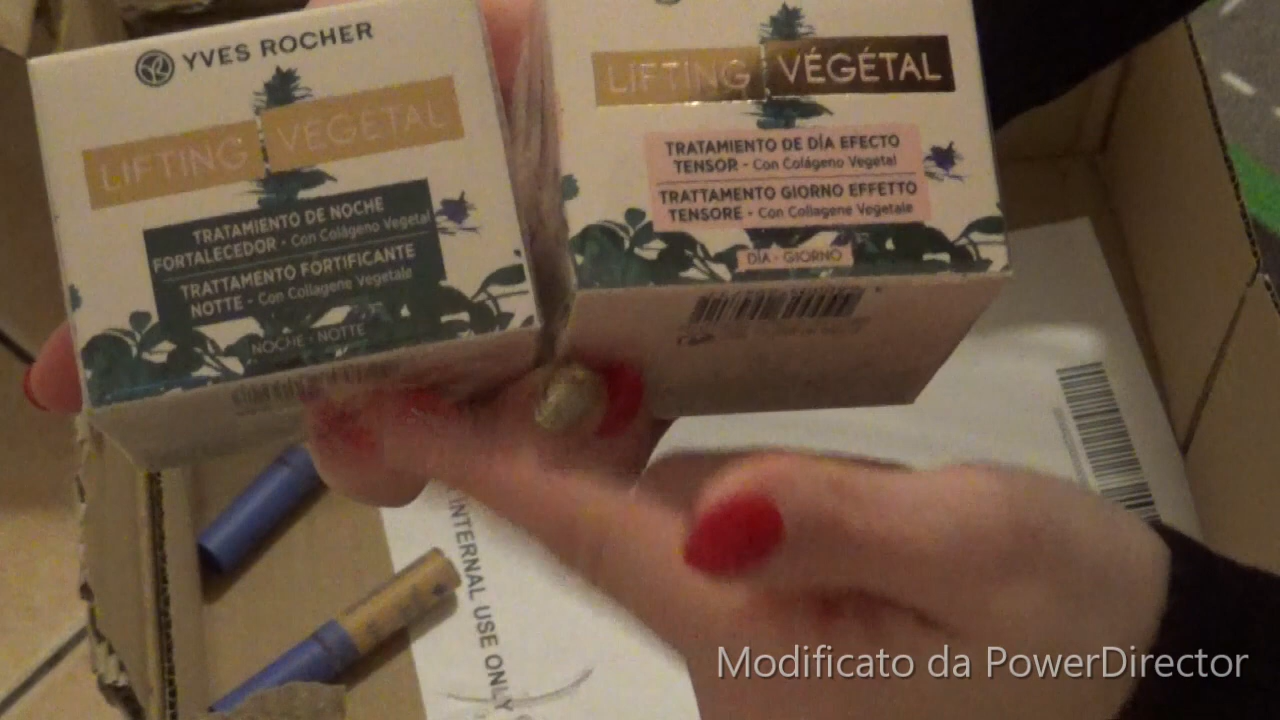 YVES ROCHER
LIFTING VÉGÉTAL
TRATAMIENTO DE NOCHE
FORTALECEDOR - Con Colágeno Vegetal
TRATTAMENTO FORTIFICANTE
NOTTE - Con Collagene Vegetale
NOCHE - NOTTE
LIFTING VÉGÉTAL
TRATAMIENTO DE DÍA EFECTO
TENSOR - Con Colágeno Vegetal
TRATTAMENTO GIORNO EFFETTO
TENSORE - Con Collagene Vegetale
DÍA - GIORNO
INTERNAL USE ONLY
Modificato da PowerDirector